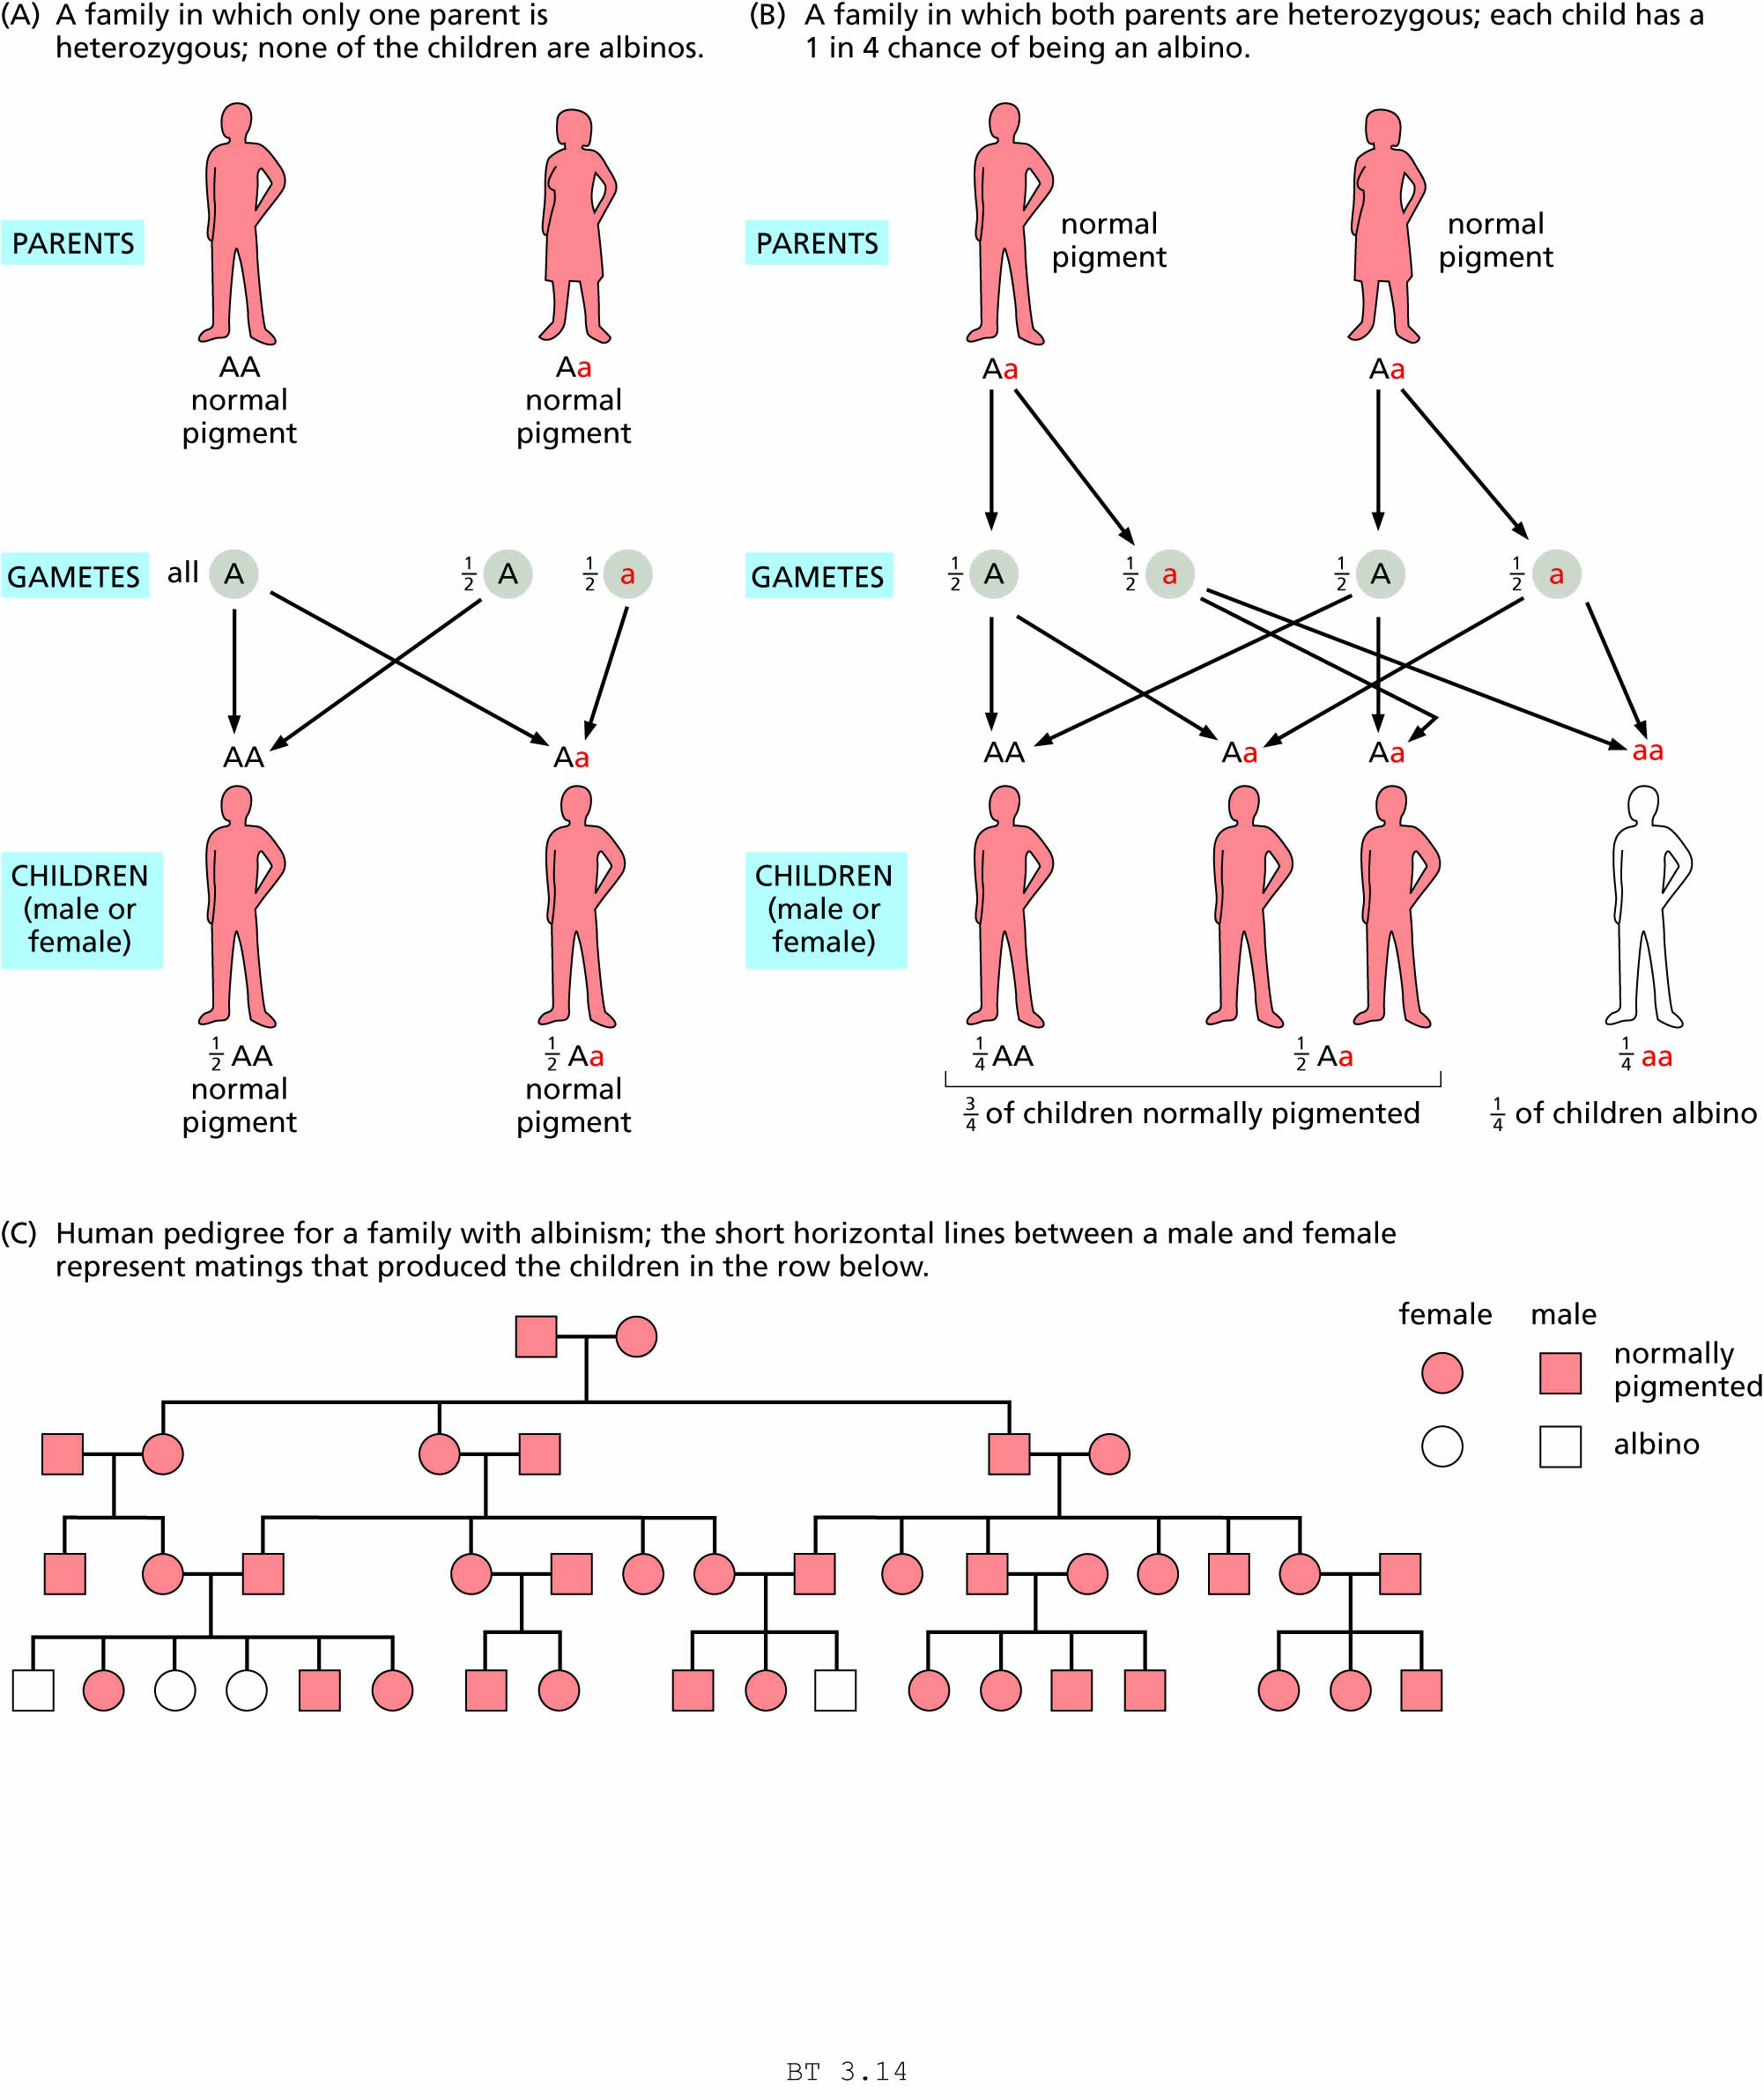 (A) A family in which only one parent is
heterozygous; none of the children are albinos.
(B) A family in which both parents are heterozygous; each child has a
1 in 4 chance of being an albino.
PARENTS
AA
normal
pigment
Aa
normal
pigment
GAMETES
all A
1/2 A
1/2 a
AA
Aa
CHILDREN
(male or
female)
1/2 AA
normal
pigment
1/2 Aa
normal
pigment
PARENTS
normal
pigment
normal
pigment
Aa
Aa
GAMETES
1/2 A
1/2 a
1/2 A
1/2 a
AA
Aa
Aa
aa
CHILDREN
(male or
female)
1/4 AA
1/2 Aa
1/4 aa
3/4 of children normally pigmented
1/4 of children albino
(C) Human pedigree for a family with albinism; the short horizontal lines between a male and female
represent matings that produced the children in the row below.
female male
normally
pigmented
albino
BT 3.14